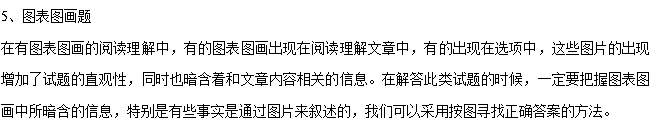 5、图表图画题
在有图表图画的阅读理解中，有的图表图画出现在阅读理解文章中，有的出现在选项中，这些图片的出现
增加了试题的直观性，同时也暗含着和文章内容相关的信息。在解答此类试题的时候，一定要把握图表图
画中所暗含的信息，特别是有些事实是通过图片来叙述的，我们可以采用按图寻找正确答案的方法。